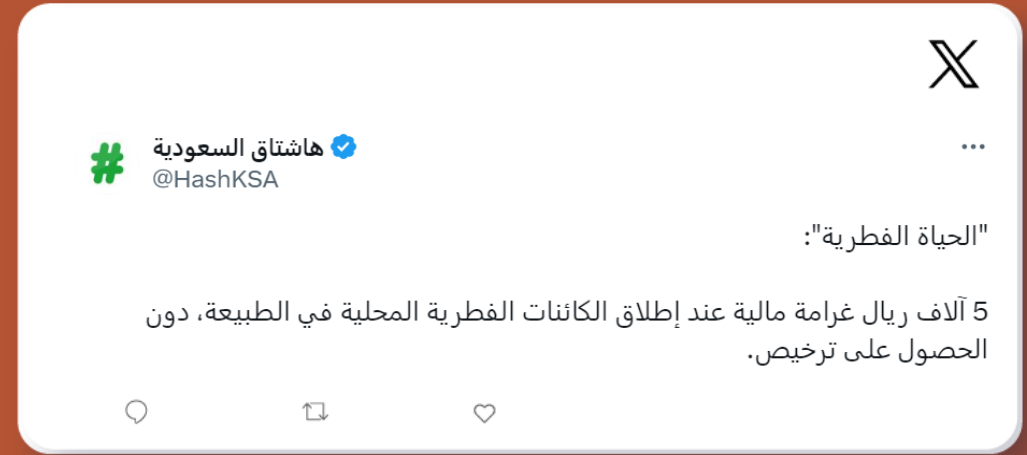 هاشتاق السعودية
@HashKSA
"الحياة الفطرية":
5 آلاف ريال غرامة مالية عند إطلاق الكائنات الفطرية المحلية في الطبيعة، دون
الحصول على ترخيص.